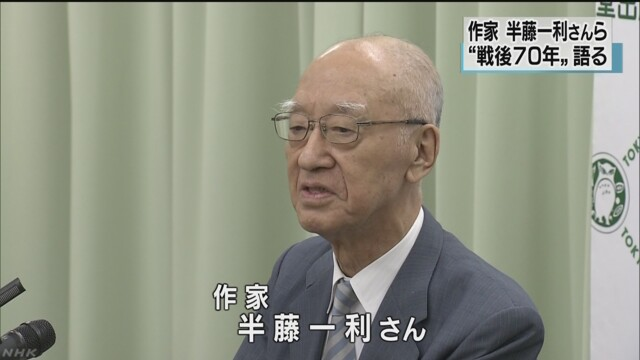 作家 半藤一利さんら
“戦後70年„ 語る
作家
半藤一利さん
NHK